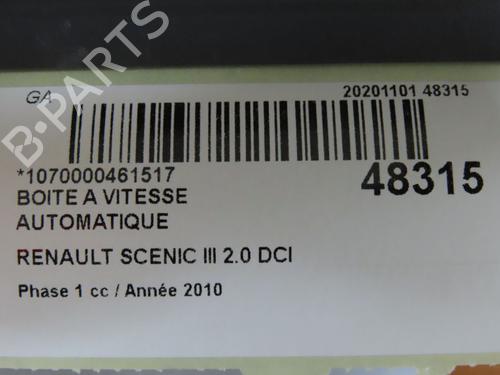 GA
20201101 48315
*1070000461517
48315
BOITE A VITESSE
AUTOMATIQUE
RENAULT SCENIC III 2.0 DCI
Phase 1 cc / Année 2010
B-PARTS